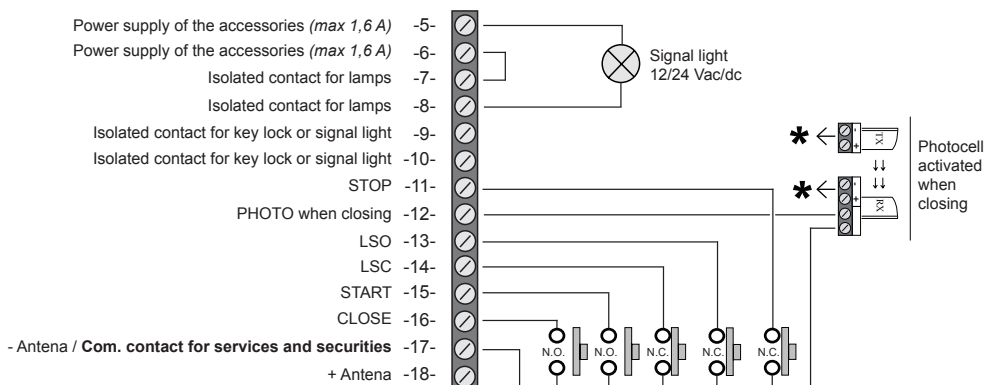 Power supply of the accessories (max 1,6 A) -5-
Power supply of the accessories (max 1,6 A) -6-
Isolated contact for lamps -7-
Isolated contact for lamps -8-
Isolated contact for key lock or signal light -9-
Isolated contact for key lock or signal light -10-
STOP -11-
PHOTO when closing -12-
LSO -13-
LSC -14-
START -15-
CLOSE -16-
- Antena / Com. contact for services and securities -17-
+ Antena -18-
Signal light
12/24 Vac/dc
* - + TX
* - + RX
Photocell
activated
when
closing
N.O. N.O. N.C. N.C. N.C.